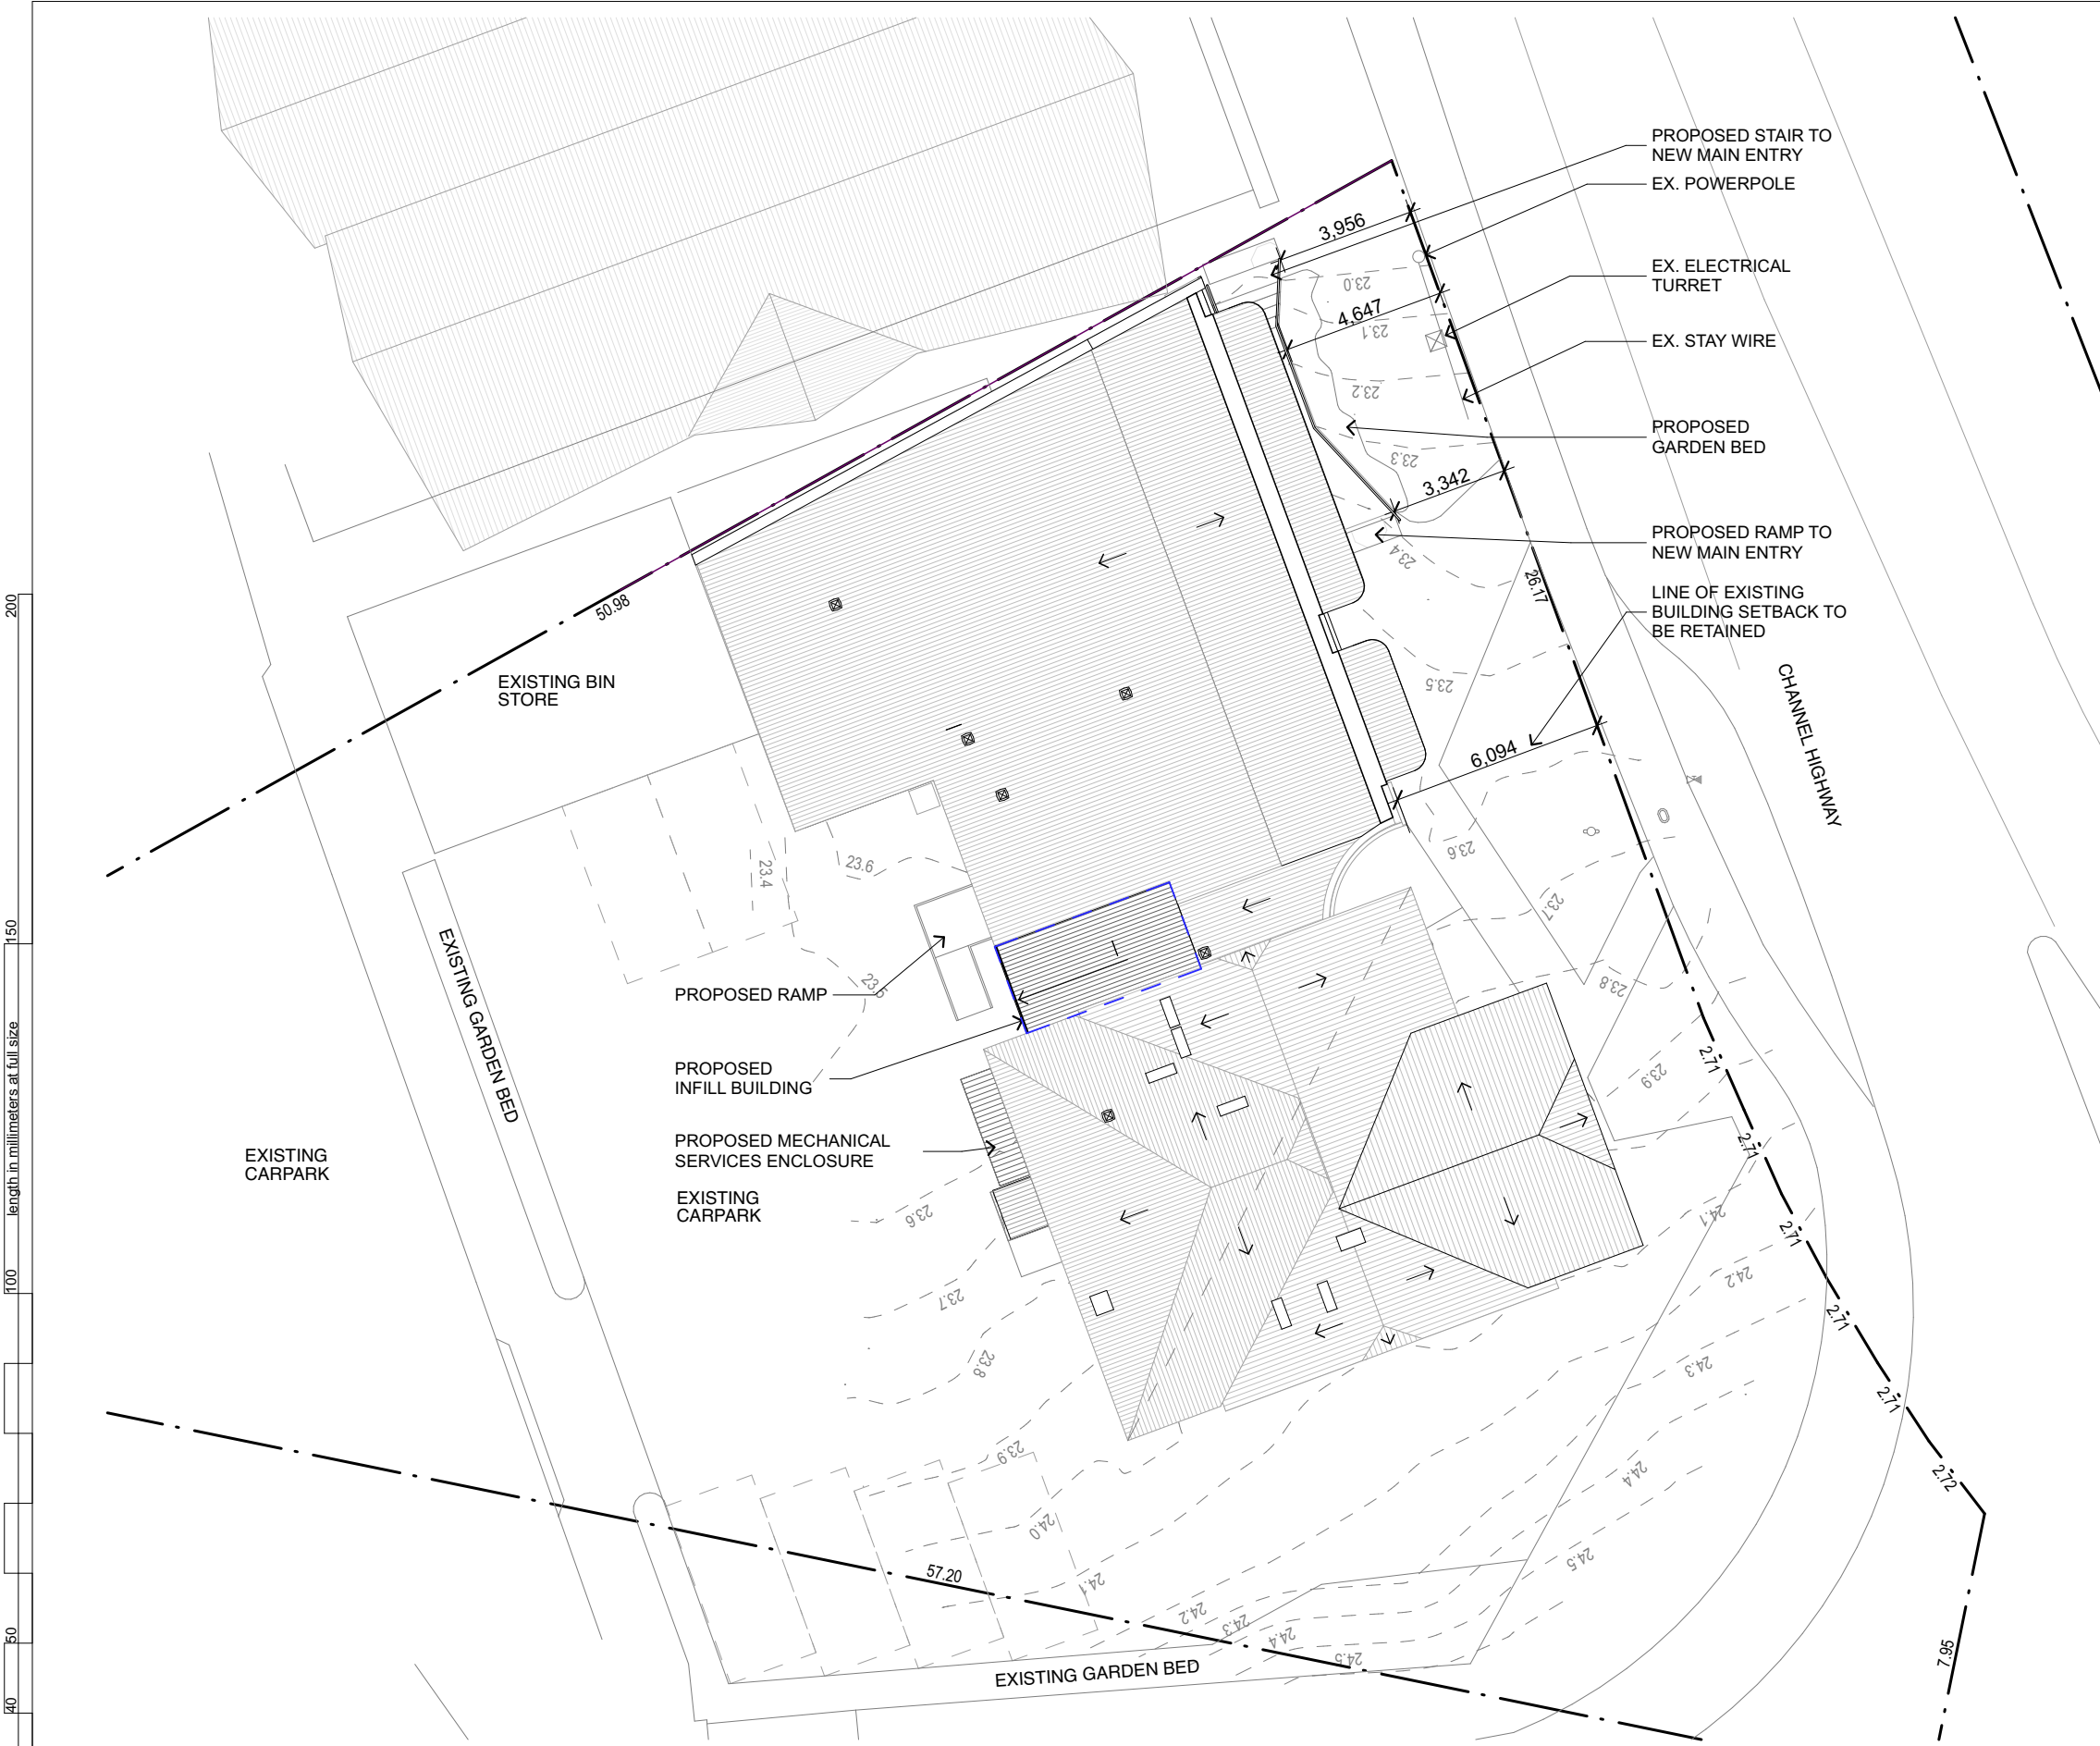 PROPOSED STAIR TO
NEW MAIN ENTRY
EX. POWERPOLE
3,956
EX. ELECTRICAL
TURRET
23.0
4,647
23.1
EX. STAY WIRE
23.2
PROPOSED
GARDEN BED
23.3
3,342
PROPOSED RAMP TO
NEW MAIN ENTRY
23.4
26.17
LINE OF EXISTING
BUILDING SETBACK TO
BE RETAINED
200
50.98
EXISTING BIN
STORE
23.5
CHANNEL HIGHWAY
6,094
23.6
23.6
23.4
23.7
150
EXISTING GARDEN BED
23.5
23.8
PROPOSED RAMP
length in millimeters at full size
2.71
23.9
PROPOSED
INFILL BUILDING
2.71
PROPOSED MECHANICAL
SERVICES ENCLOSURE
EXISTING
CARPARK
EXISTING
CARPARK
23.6
24.1
2.71
24.2
100
23.7
2.71
23.8
24.3
2.71
23.9
24.4
2.72
24.0
24.5
57.20
24.1
24.2
24.3
24.4
24.5
50
7.95
EXISTING GARDEN BED
40